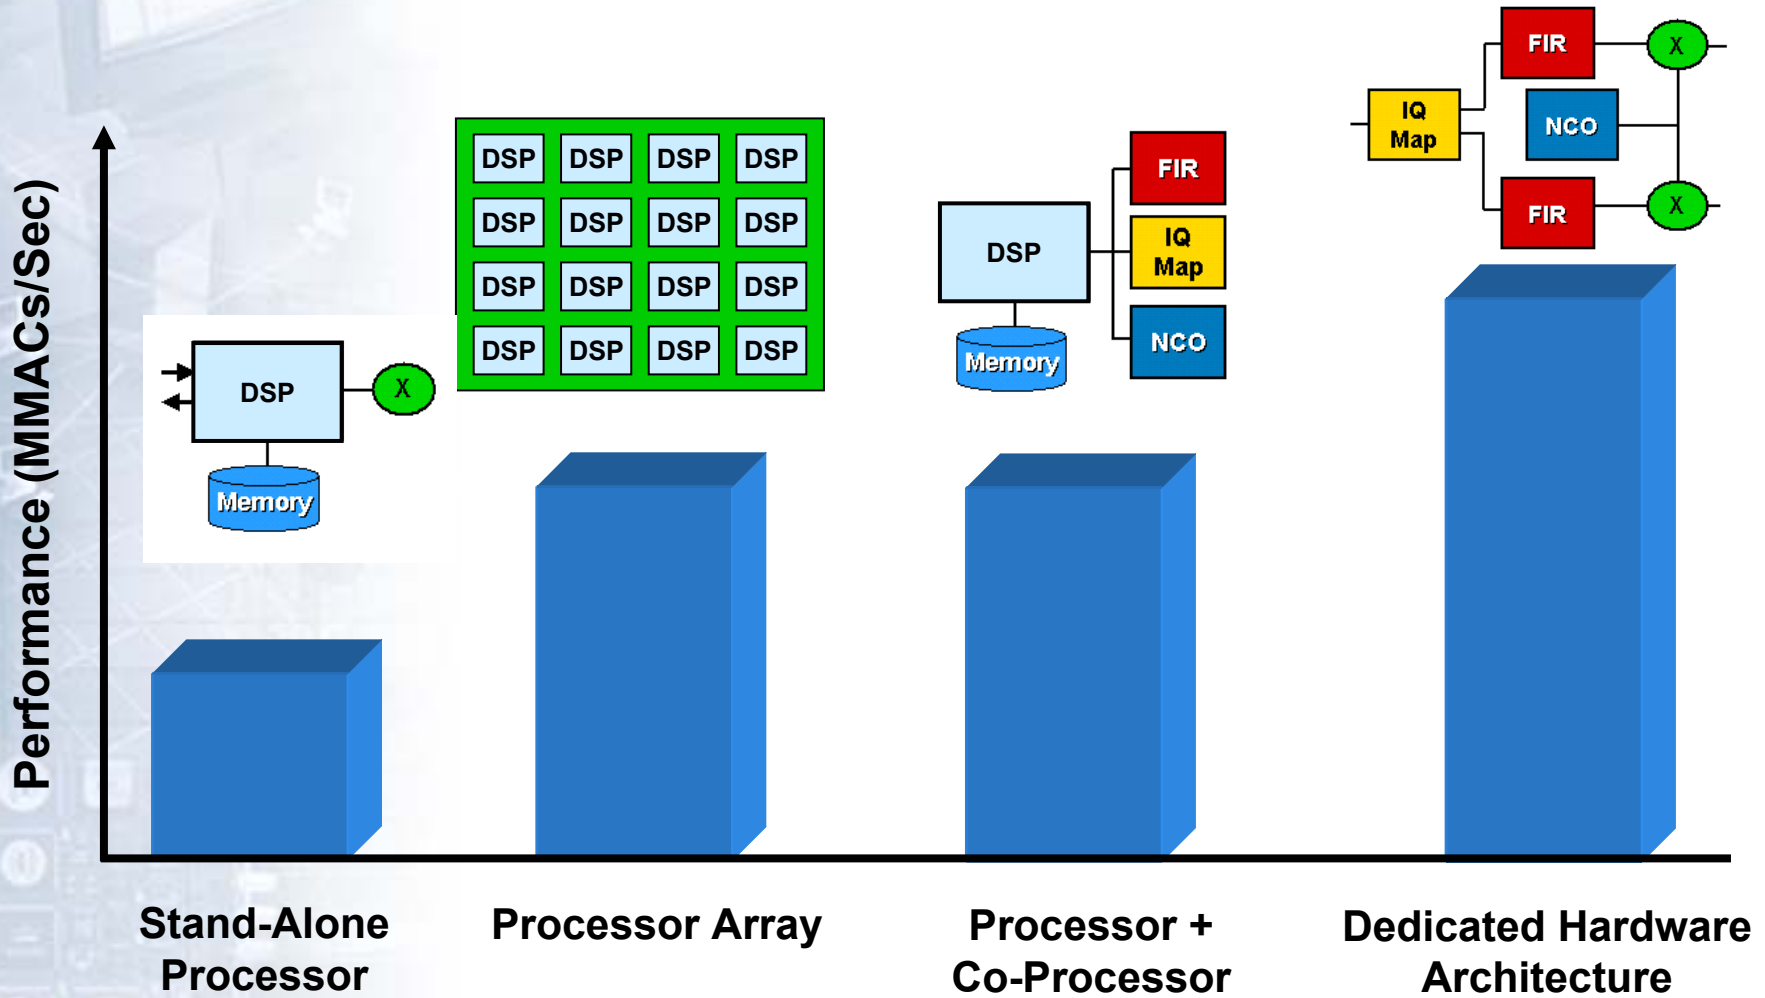 Performance (MMACs/Sec)
DSP
X
Memory
DSP DSP DSP DSP
DSP DSP DSP DSP
DSP DSP DSP DSP
DSP DSP DSP DSP
DSP
Memory
FIR
IQ
Map
NCO
IQ
Map
FIR
X
NCO
FIR
X
Stand-Alone
Processor
Processor Array
Processor +
Co-Processor
Dedicated Hardware
Architecture